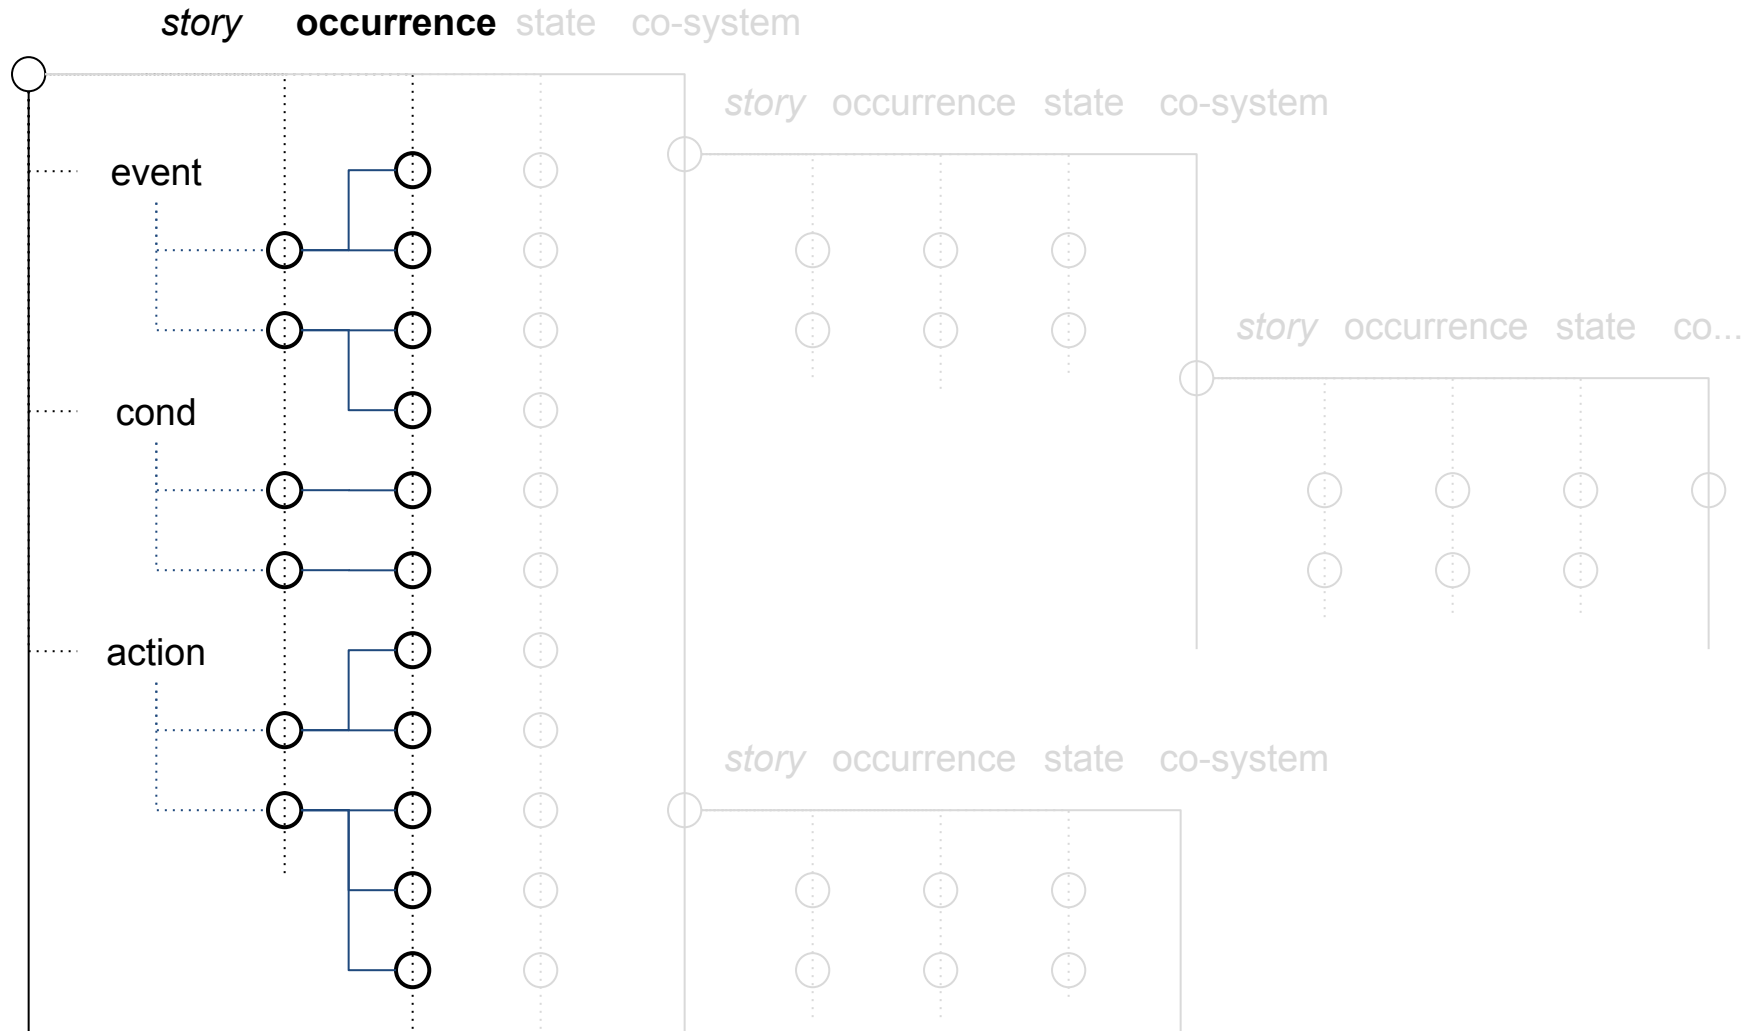 story occurrence state co-system
story occurrence state co-system
event
story occurrence state co...
cond
action
story occurrence state co-system